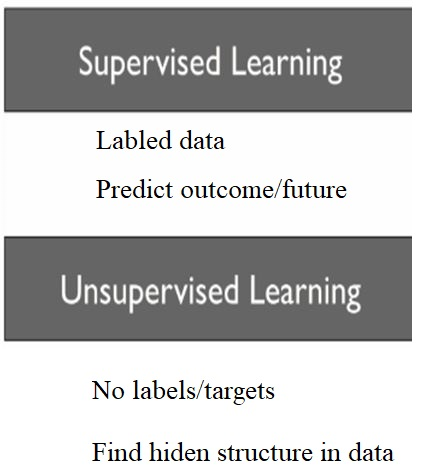 Supervised Learning
Labled data
Predict outcome/future
Unsupervised Learning
No labels/targets
Find hiden structure in data